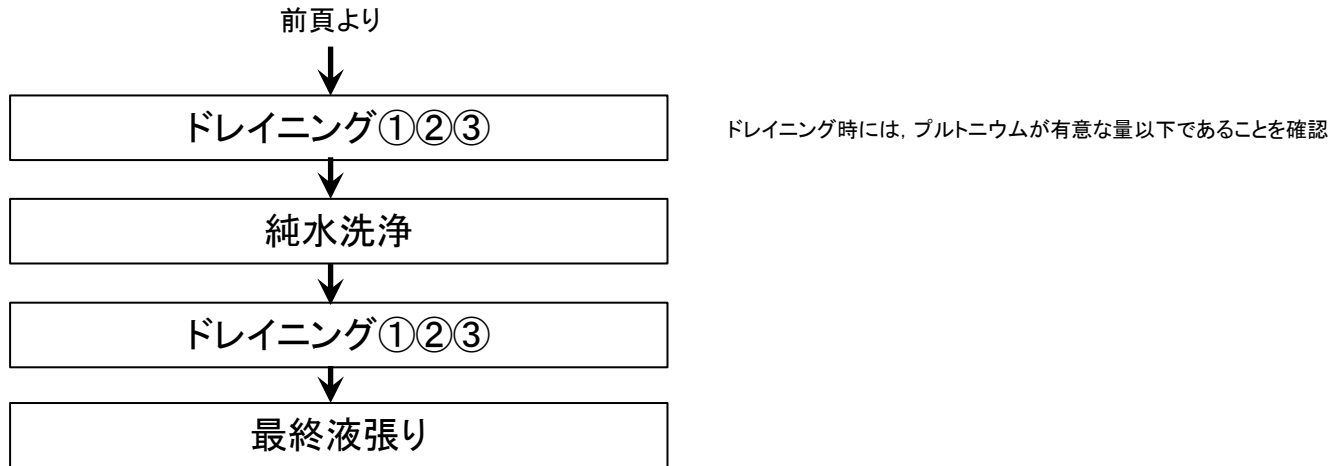 前頁より
ドレイニング①②③
ドレイニング時には, プルトニウムが有意な量以下であることを確認
純水洗浄
ドレイニング①②③
最終液張り